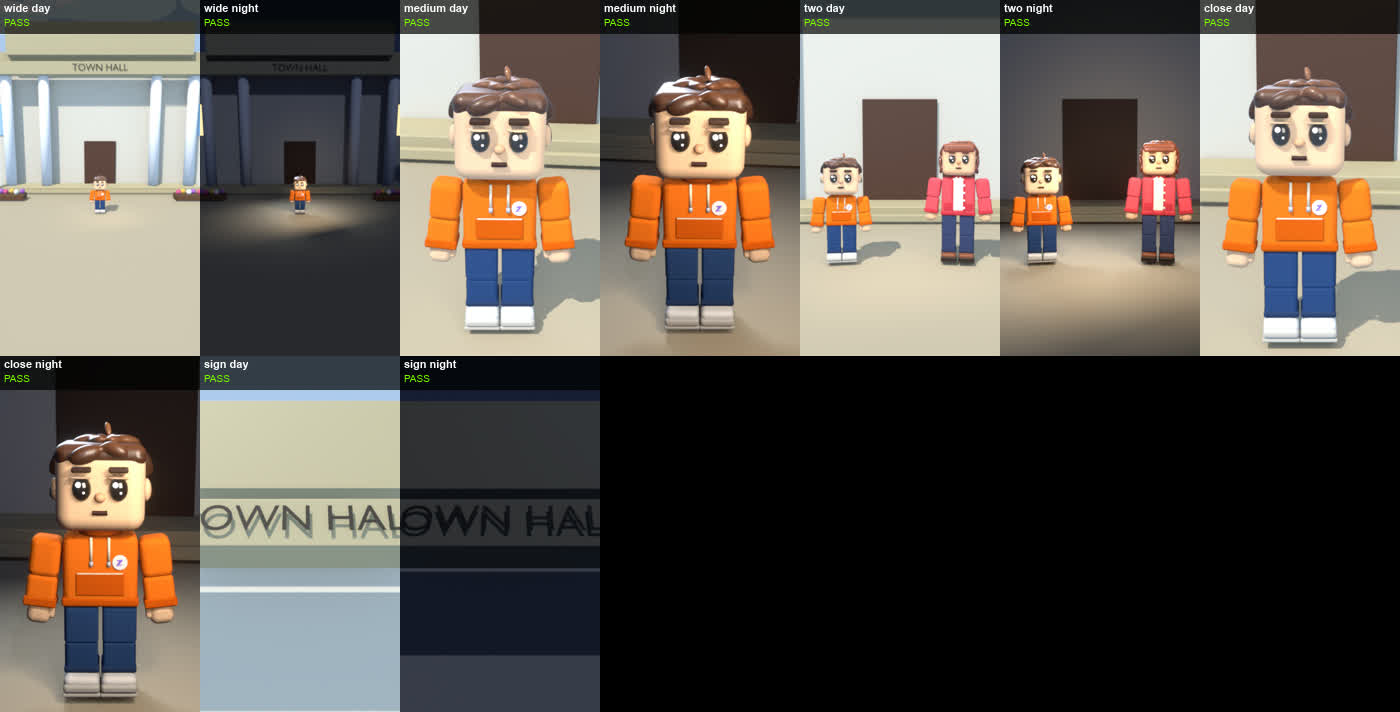 wide day
PASS
wide night
PASS
medium day
PASS
medium night
PASS
two day
PASS
two night
PASS
close day
PASS
TOWN HALL
TOWN HALL
z
z
z
z
z
close night
PASS
sign day
PASS
sign night
PASS
z
OWN HAL
OWN HAL